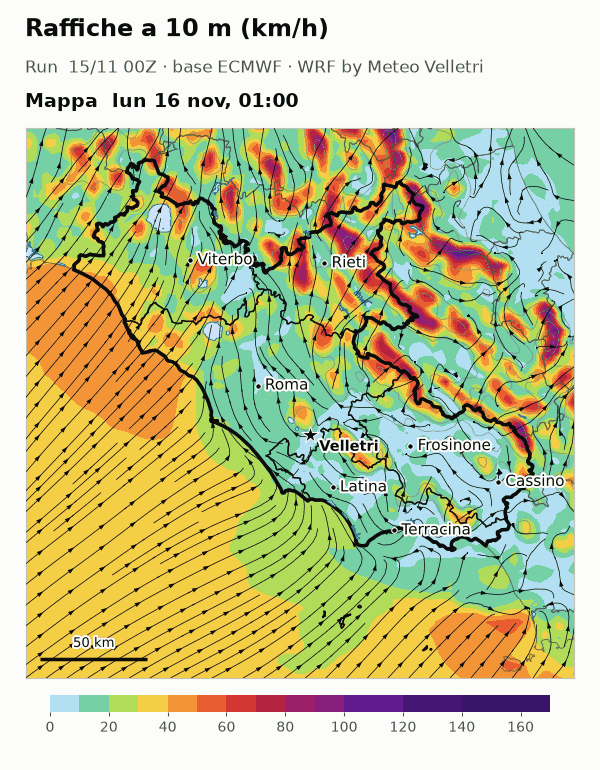 Raffiche a 10 m (km/h)
Run  15/11 00Z · base ECMWF · WRF by Meteo Velletri
Mappa  lun 16 nov, 01:00
Viterbo
Rieti
Roma
Velletri
Frosinone
Cassino
Latina
Terracina
50 km
0 20 40 60 80 100 120 140 160